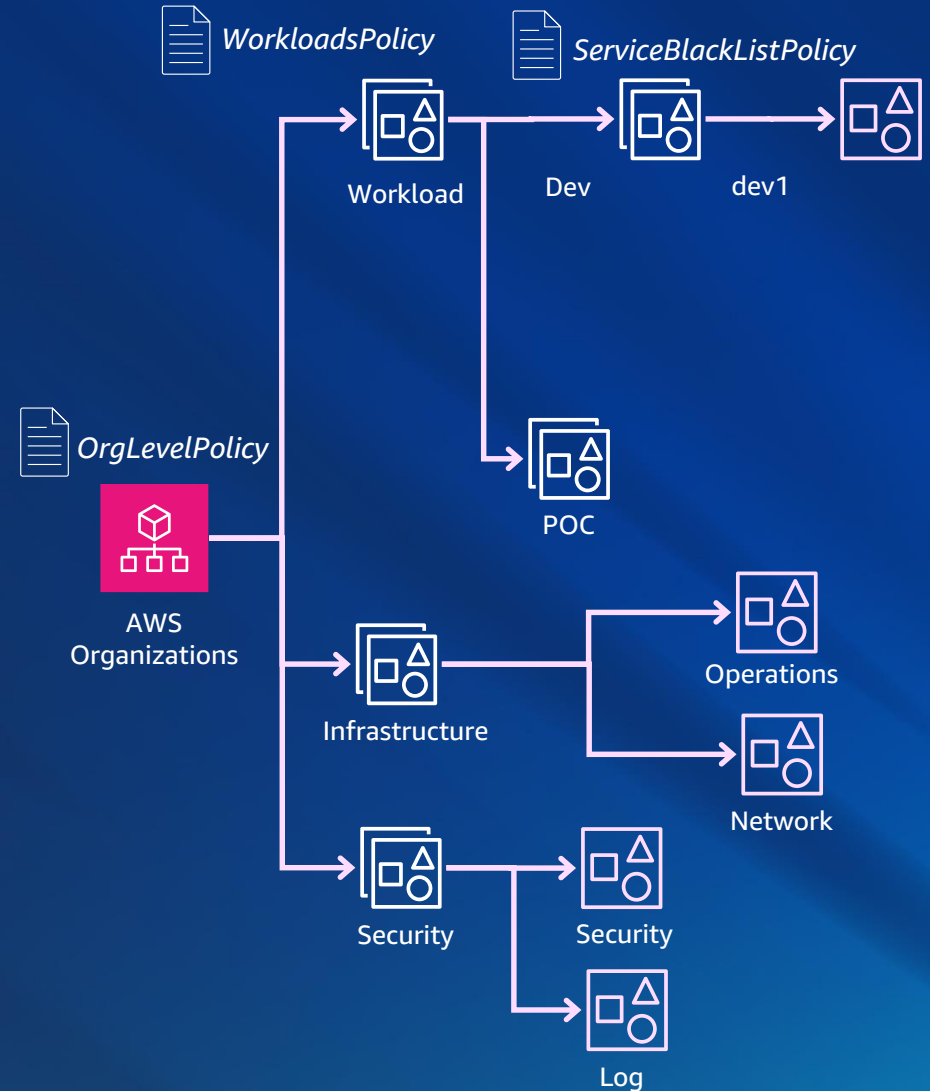 WorkloadsPolicy
ServiceBlackListPolicy
Workload
Dev
dev1
OrgLevelPolicy
POC
AWS
Organizations
Operations
Infrastructure
Network
Security
Security
Log